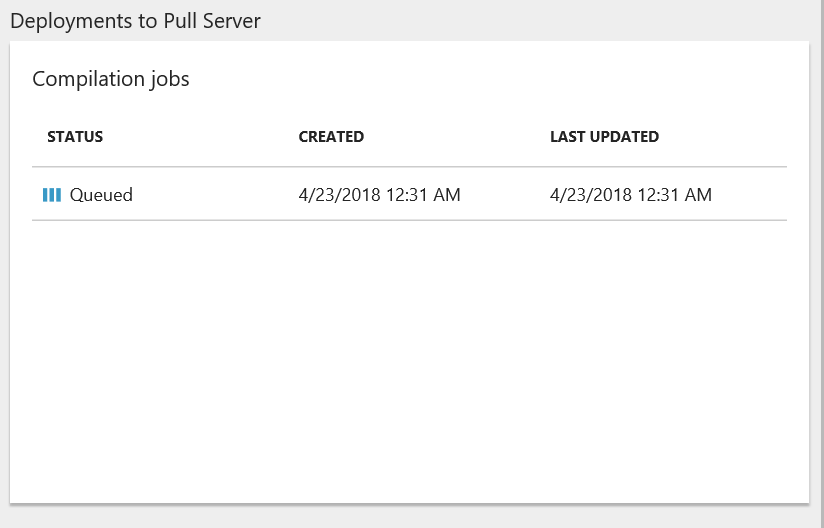 Deployments to Pull Server
Compilation jobs
STATUS CREATED LAST UPDATED
Queued 4/23/2018 12:31 AM 4/23/2018 12:31 AM